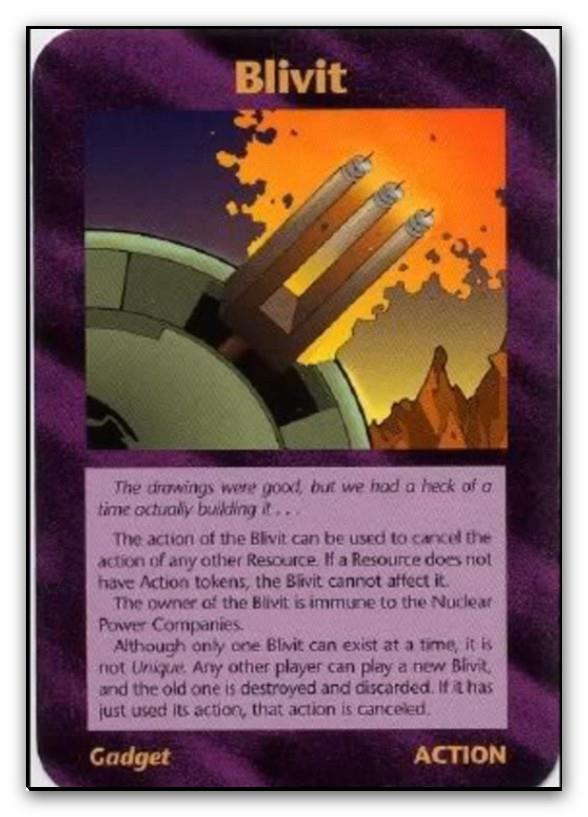 Blivit
The drawings were good, but we had a heck of a
time actually building it . . .
The action of the Blivit can be used to cancel the
action of any other Resource. If a Resource does not
have Action tokens, the Blivit cannot affect it.
The owner of the Blivit is immune to the Nuclear
Power Companies.
Although only one Blivit can exist at a time, it is
not Unique. Any other player can play a new Blivit,
and the old one is destroyed and discarded. If it has
just used its action, that action is canceled.
Gadget ACTION